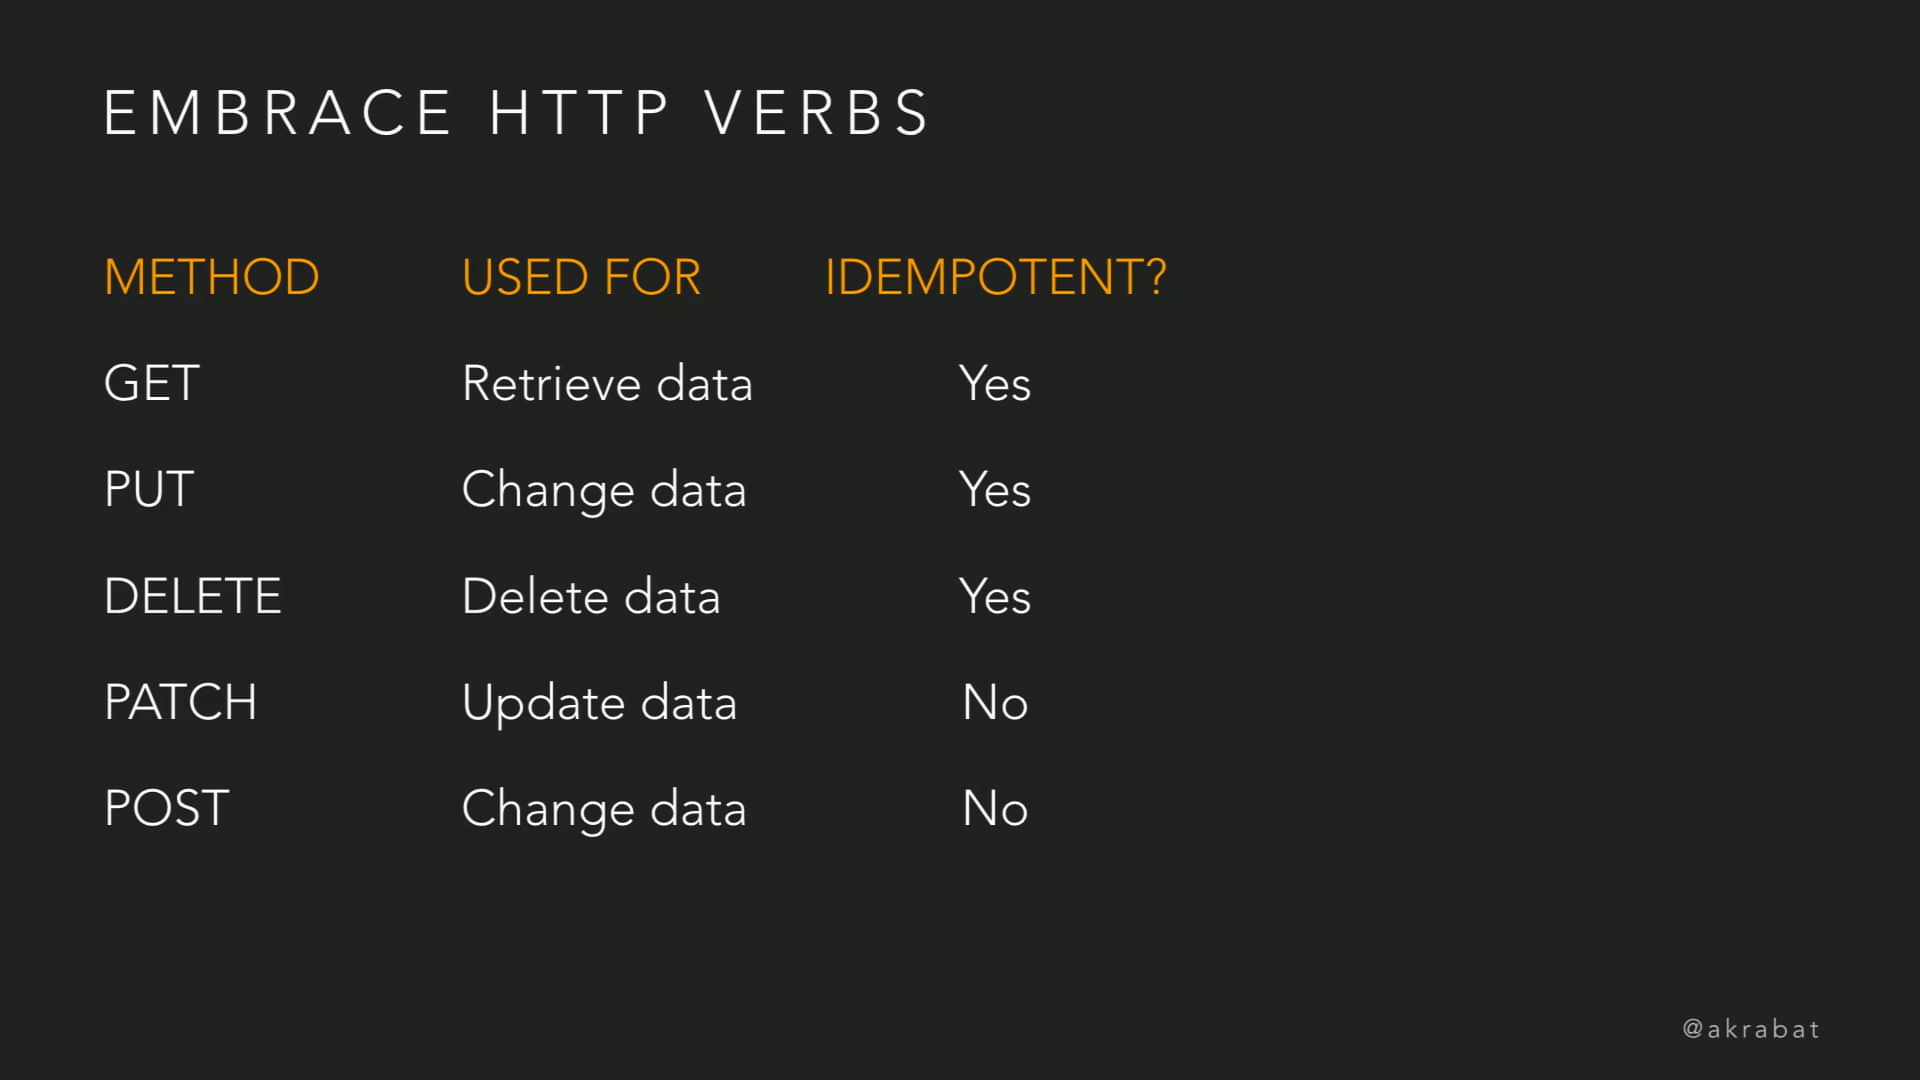 EMBRACE HTTP VERBS
METHOD USED FOR IDEMPOTENT?
GET Retrieve data Yes
PUT Change data Yes
DELETE Delete data Yes
PATCH Update data No
POST Change data No
@akrabat